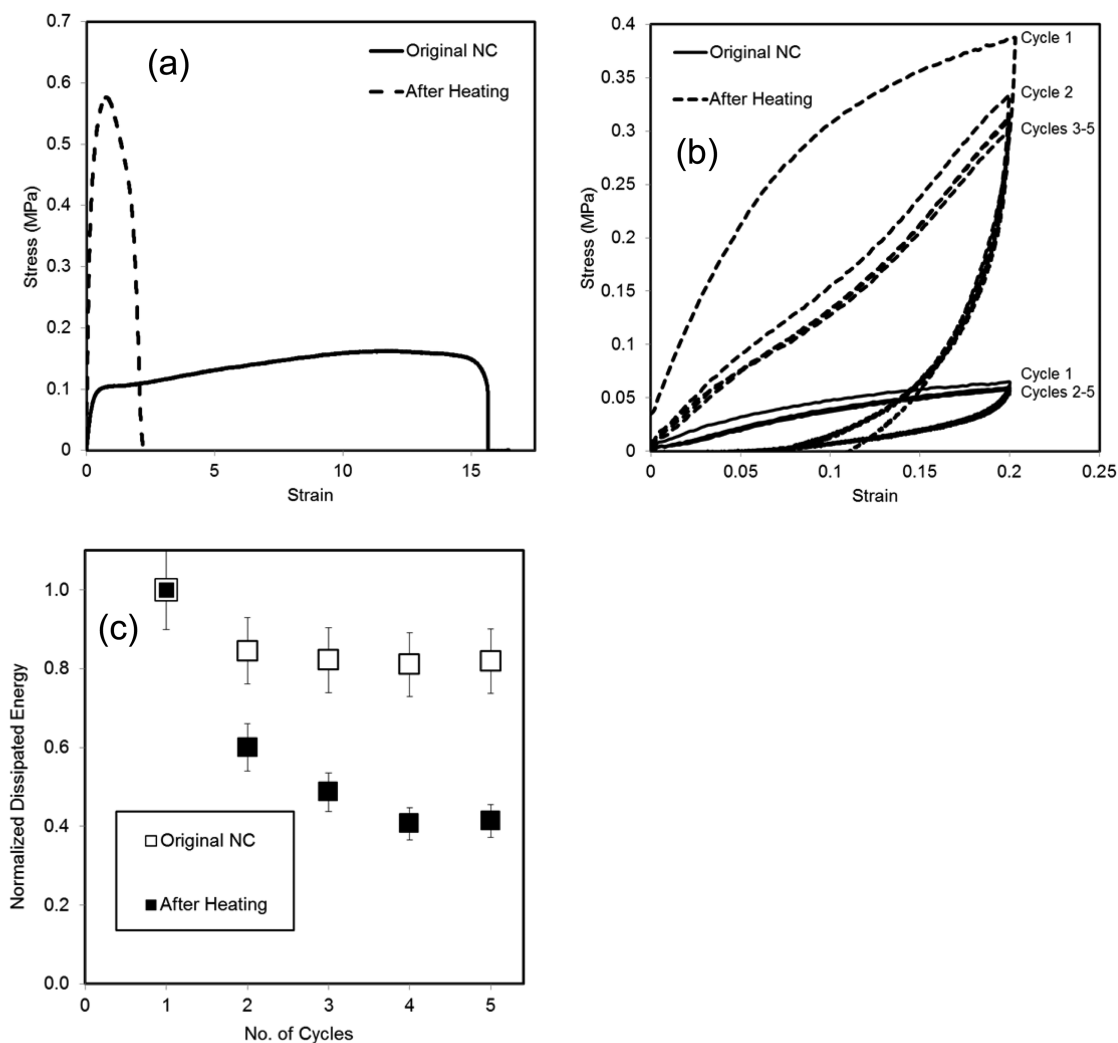 0.7
0.6
0.5
0.4
0.3
0.2
0.1
0
0
5
10
15
Stress (MPa)
Strain
(a)
Original NC
After Heating
0.4
0.35
0.3
0.25
0.2
0.15
0.1
0.05
0
0
0.05
0.1
0.15
0.2
0.25
Stress (MPa)
Strain
(b)
Original NC
After Heating
Cycle 1
Cycle 2
Cycles 3-5
Cycle 1
Cycles 2-5
1.0
0.8
0.6
0.4
0.2
0.0
0
1
2
3
4
5
Normalized Dissipated Energy
No. of Cycles
(c)
Original NC
After Heating